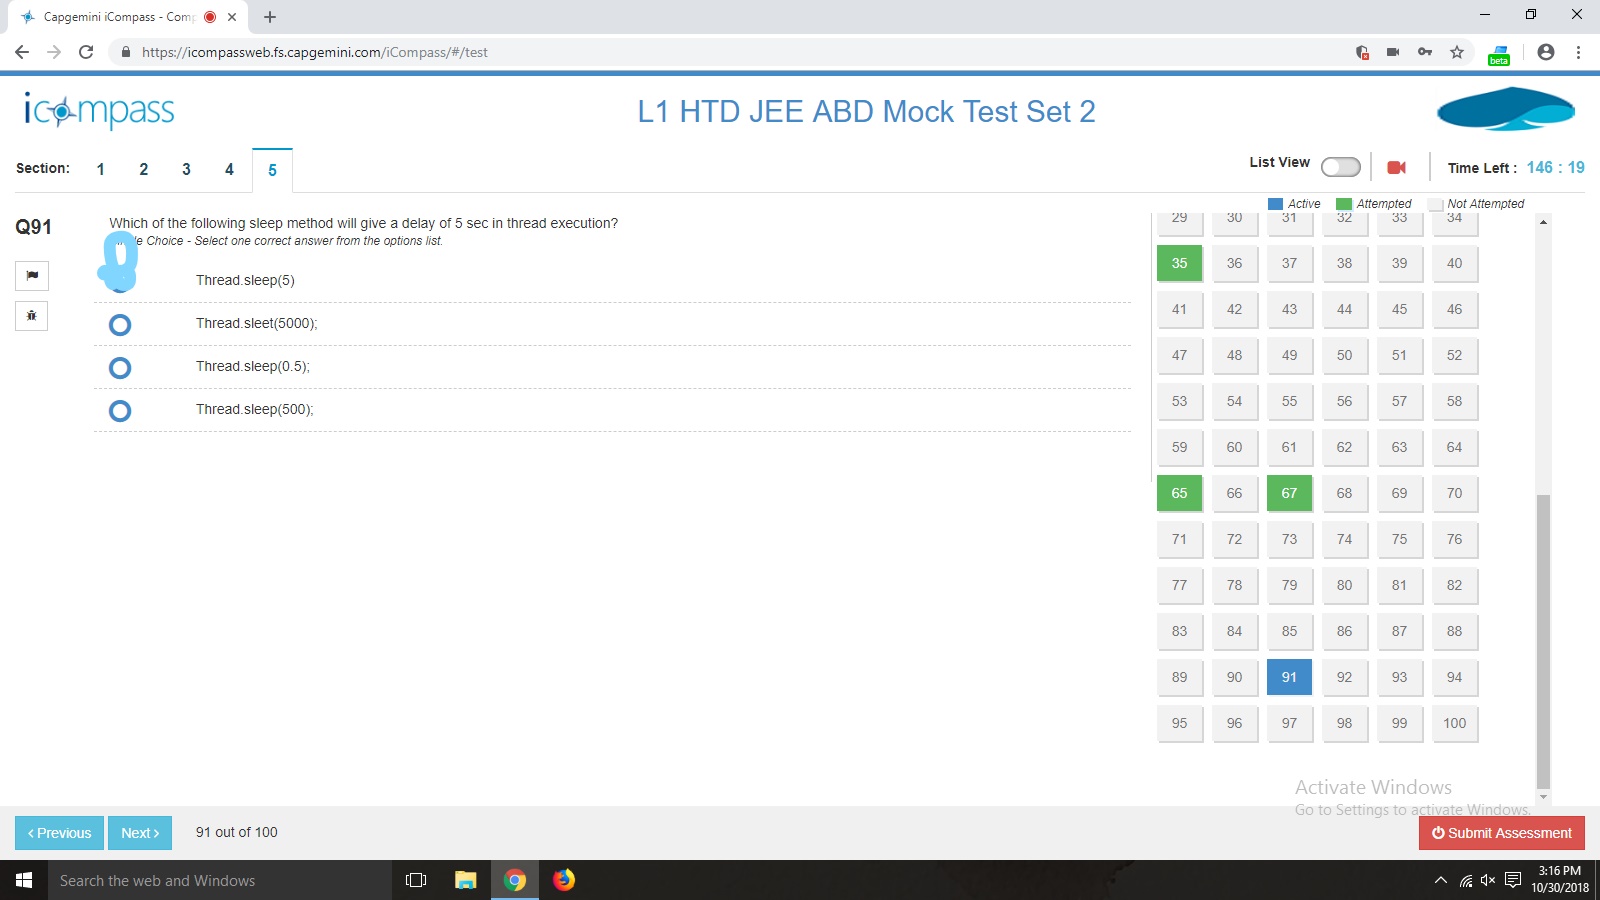 Capgemini iCompass - Comp
https://icompassweb.fs.capgemini.com/iCompass/#/test
beta
icompass
L1 HTD JEE ABD Mock Test Set 2
Section: 1 2 3 4 5
List View
Time Left : 146 : 19
Active Attempted Not Attempted
Q91
Which of the following sleep method will give a delay of 5 sec in thread execution?
Choice - Select one correct answer from the options list.
Thread.sleep(5)
Thread.sleet(5000);
Thread.sleep(0.5);
Thread.sleep(500);
29 30 31 32 33 34
35 36 37 38 39 40
41 42 43 44 45 46
47 48 49 50 51 52
53 54 55 56 57 58
59 60 61 62 63 64
65 66 67 68 69 70
71 72 73 74 75 76
77 78 79 80 81 82
83 84 85 86 87 88
89 90 91 92 93 94
95 96 97 98 99 100
Activate Windows
Go to Settings to activate Windows.
Previous Next 91 out of 100
Submit Assessment
Search the web and Windows
3:16 PM
10/30/2018